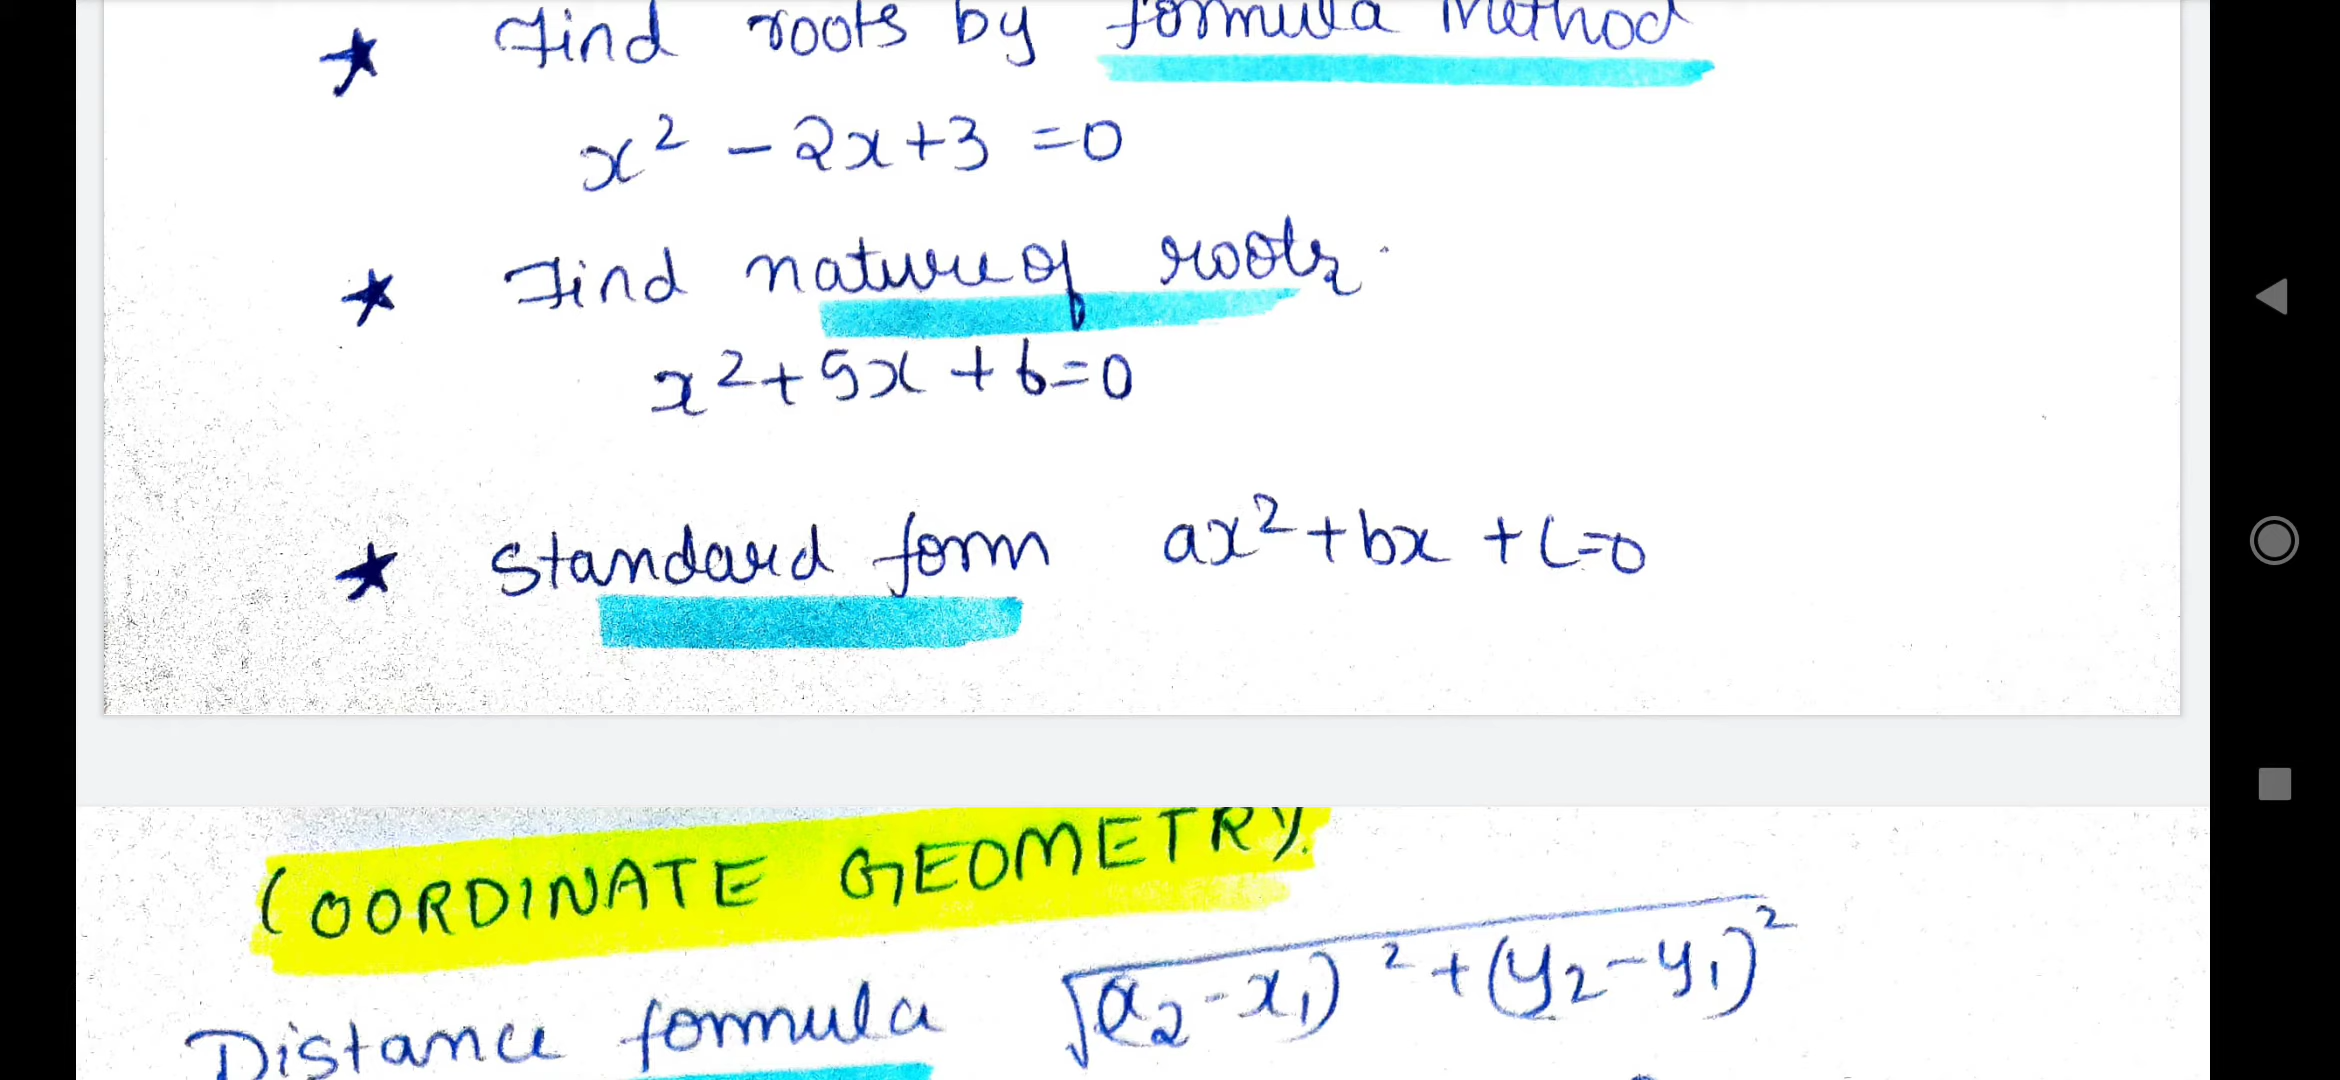 ★ Find roots by formula Method
x² - 2x + 3 = 0
★ Find nature of roots.
x² + 5x + 6 = 0
★ Standard form ax² + bx + c = 0
COORDINATE GEOMETRY.
Distance formula √(x₂ - x₁)² + (y₂ - y₁)²